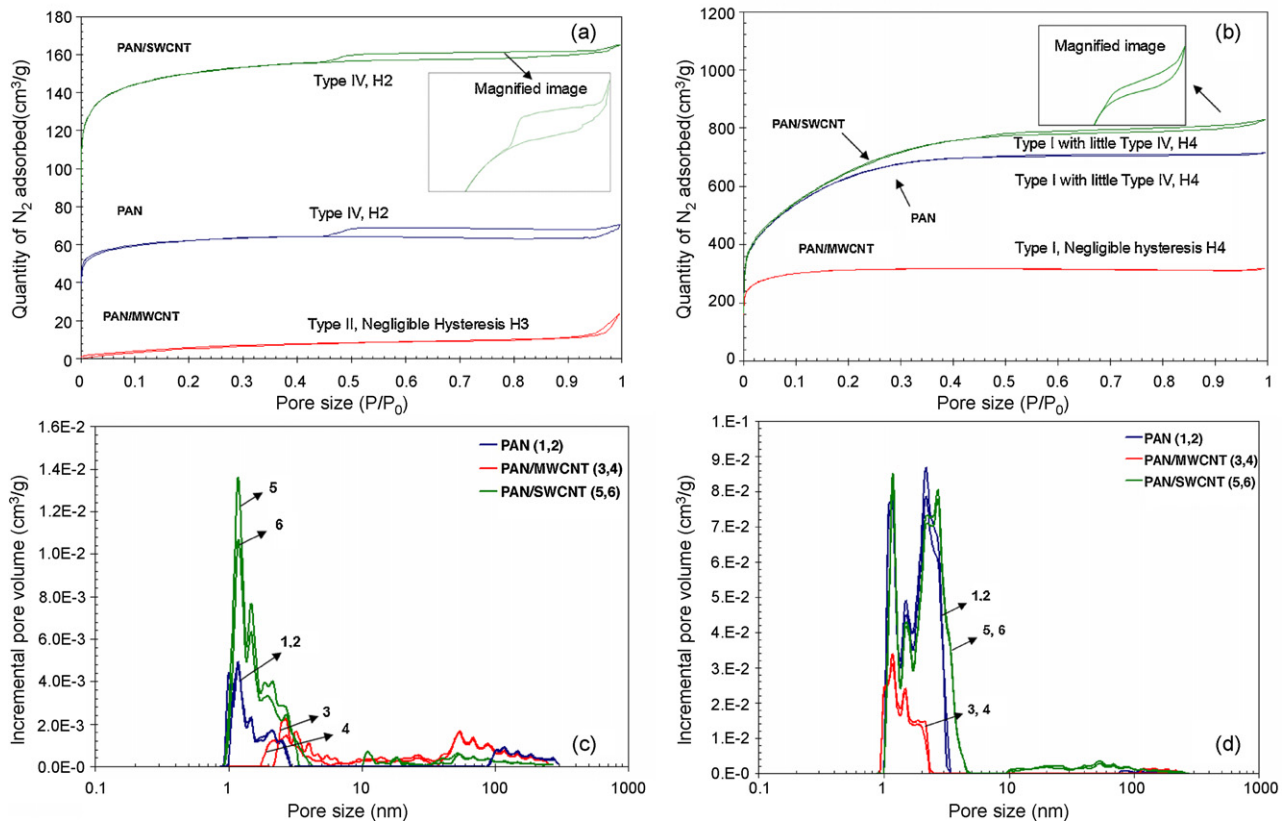 (a)
Quantity of N2 adsorbed(cm³/g)
180
160
140
120
100
80
60
40
20
0
PAN/SWCNT
Type IV, H2
Magnified image
PAN
Type IV, H2
PAN/MWCNT
Type II, Negligible Hysteresis H3
0 0.1 0.2 0.3 0.4 0.5 0.6 0.7 0.8 0.9 1
Pore size (P/P0)
(b)
Quantity of N2 adsorbed(cm³/g)
1200
1000
800
600
400
200
0
Magnified image
PAN/SWCNT
Type I with little Type IV, H4
Type I with little Type IV, H4
PAN
PAN/MWCNT
Type I, Negligible hysteresis H4
0 0.1 0.2 0.3 0.4 0.5 0.6 0.7 0.8 0.9 1
Pore size (P/P0)
Incremental pore volume (cm³/g)
1.6E-2
1.4E-2
1.2E-2
1.0E-2
8.0E-3
6.0E-3
4.0E-3
2.0E-3
0.0E-0
PAN (1,2)
PAN/MWCNT (3,4)
PAN/SWCNT (5,6)
5
6
1,2
3
4
(c)
0.1 1 10 100 1000
Pore size (nm)
Incremental pore volume (cm³/g)
1.E-1
9.E-2
8.E-2
7.E-2
6.E-2
5.E-2
4.E-2
3.E-2
2.E-2
1.E-2
0.E-0
PAN (1,2)
PAN/MWCNT (3,4)
PAN/SWCNT (5,6)
1.2
5, 6
3, 4
(d)
0.1 1 10 100 1000
Pore size (nm)